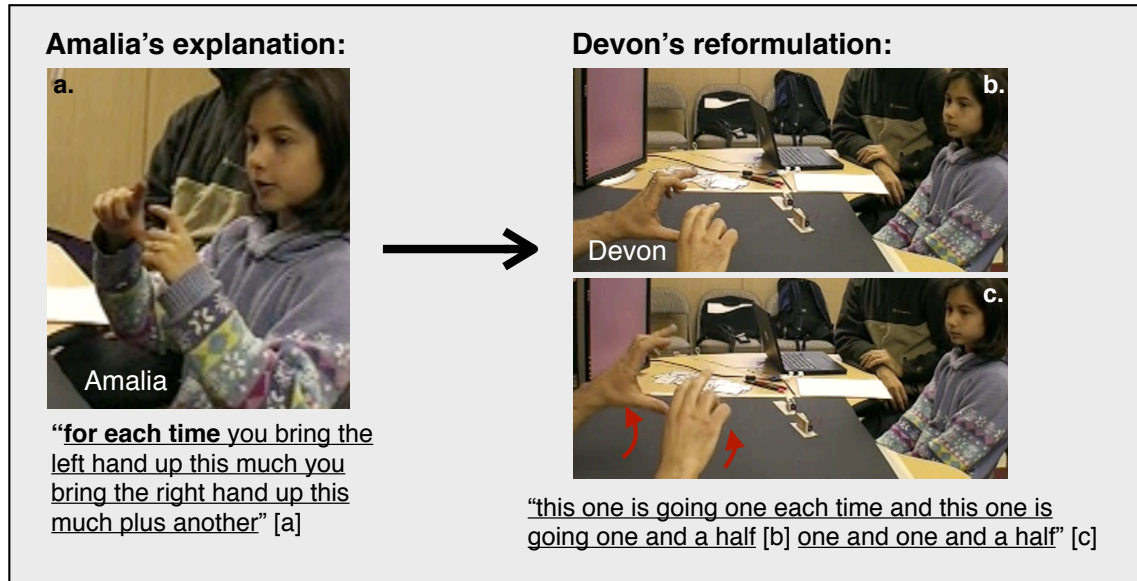 Amalia’s explanation:
a.
Amalia
“for each time you bring the
left hand up this much you
bring the right hand up this
much plus another” [a]
Devon’s reformulation:
b.
Devon
c.
“this one is going one each time and this one is
going one and a half [b] one and one and a half” [c]